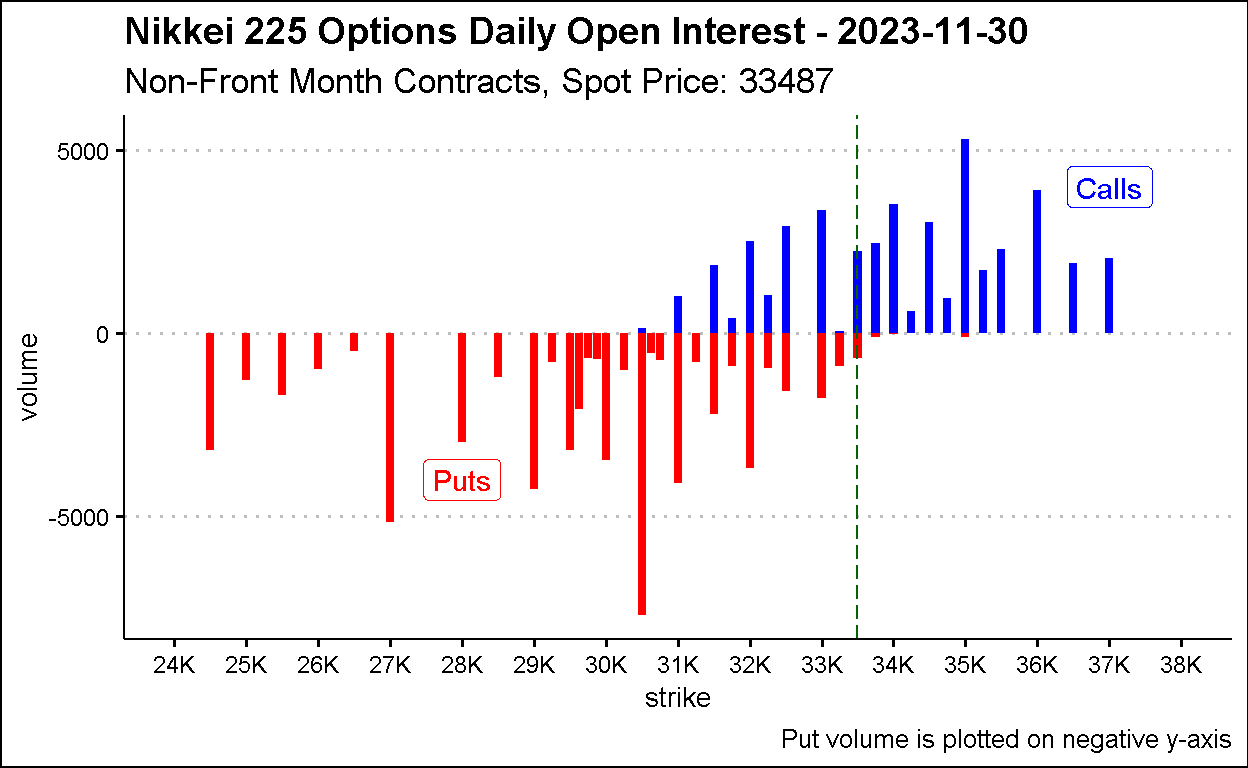 Nikkei 225 Options Daily Open Interest - 2023-11-30
Non-Front Month Contracts, Spot Price: 33487
5000
Calls
0
volume
Puts
-5000
24K 25K 26K 27K 28K 29K 30K 31K 32K 33K 34K 35K 36K 37K 38K
strike
Put volume is plotted on negative y-axis